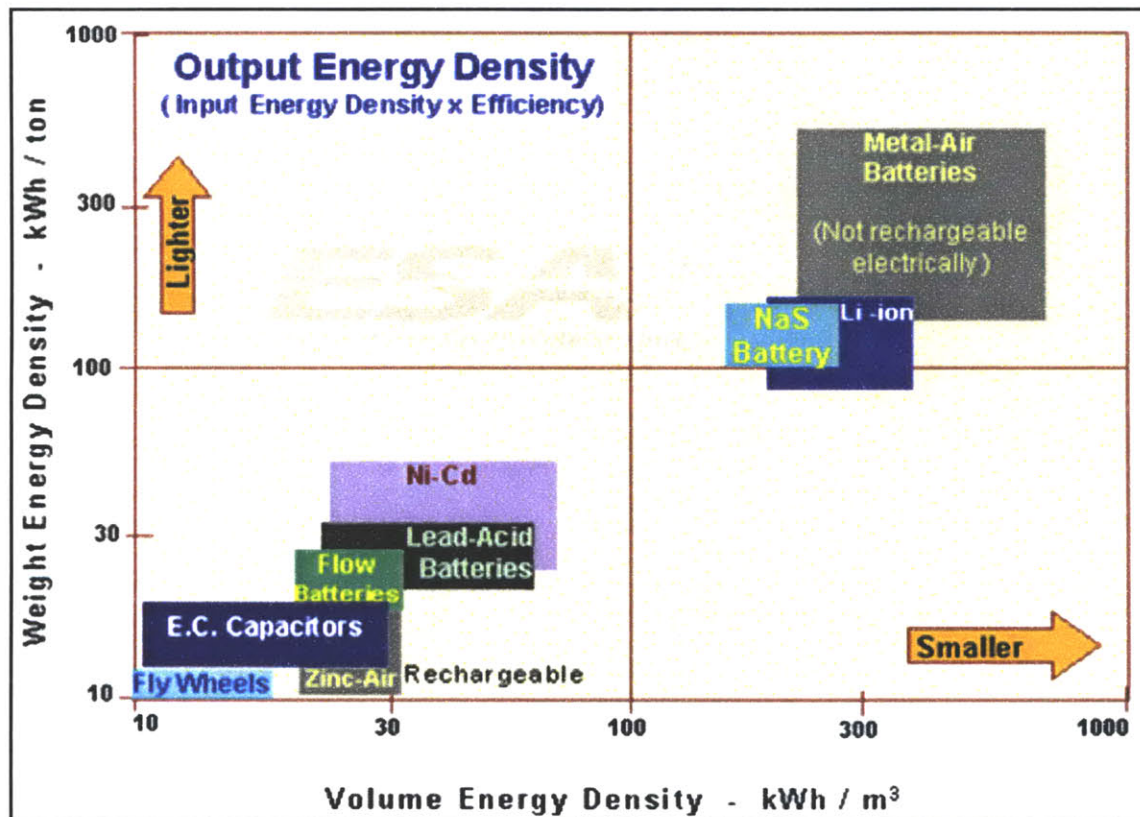 Output Energy Density
( Input Energy Density x Efficiency)
1000
300
100
30
10
Weight Energy Density - kWh / ton
Lighter
Metal-Air
Batteries
(Not rechargeable
electrically)
NaS
Battery
Li -ion
Ni-Cd
Lead-Acid
Batteries
Flow
Batteries
E.C. Capacitors
Fly Wheels
Zinc-Air Rechargeable
Smaller
10
30
100
300
1000
Volume Energy Density - kWh / m³